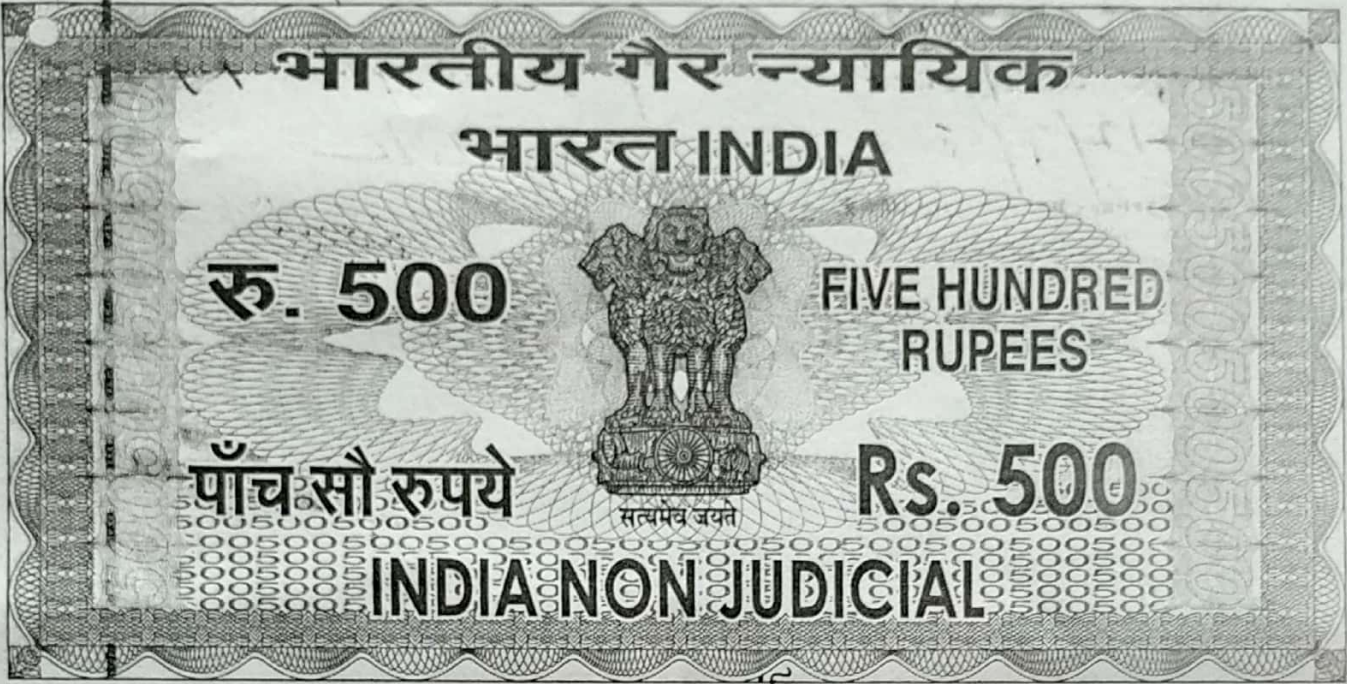 भारतीय गैर न्यायिक
भारत INDIA
रु. 500
FIVE HUNDRED
RUPEES
पाँच सौ रुपये
Rs. 500
सत्यमेव जयते
INDIA NON JUDICIAL